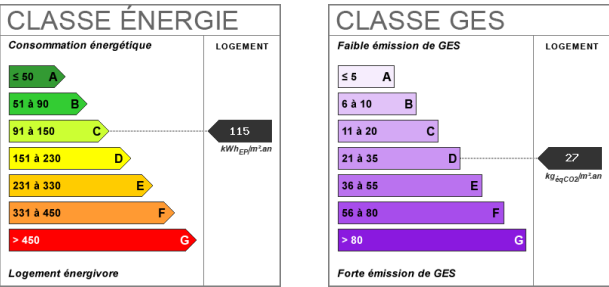 CLASSE ÉNERGIE
Consommation énergétique
LOGEMENT
≤ 50 A
51 à 90 B
91 à 150 C
115
kWhEP/m².an
151 à 230 D
231 à 330 E
331 à 450 F
> 450 G
Logement énergivore
CLASSE GES
Faible émission de GES
LOGEMENT
≤ 5 A
6 à 10 B
11 à 20 C
21 à 35 D
27
kgéqCO2/m².an
36 à 55 E
56 à 80 F
> 80 G
Forte émission de GES